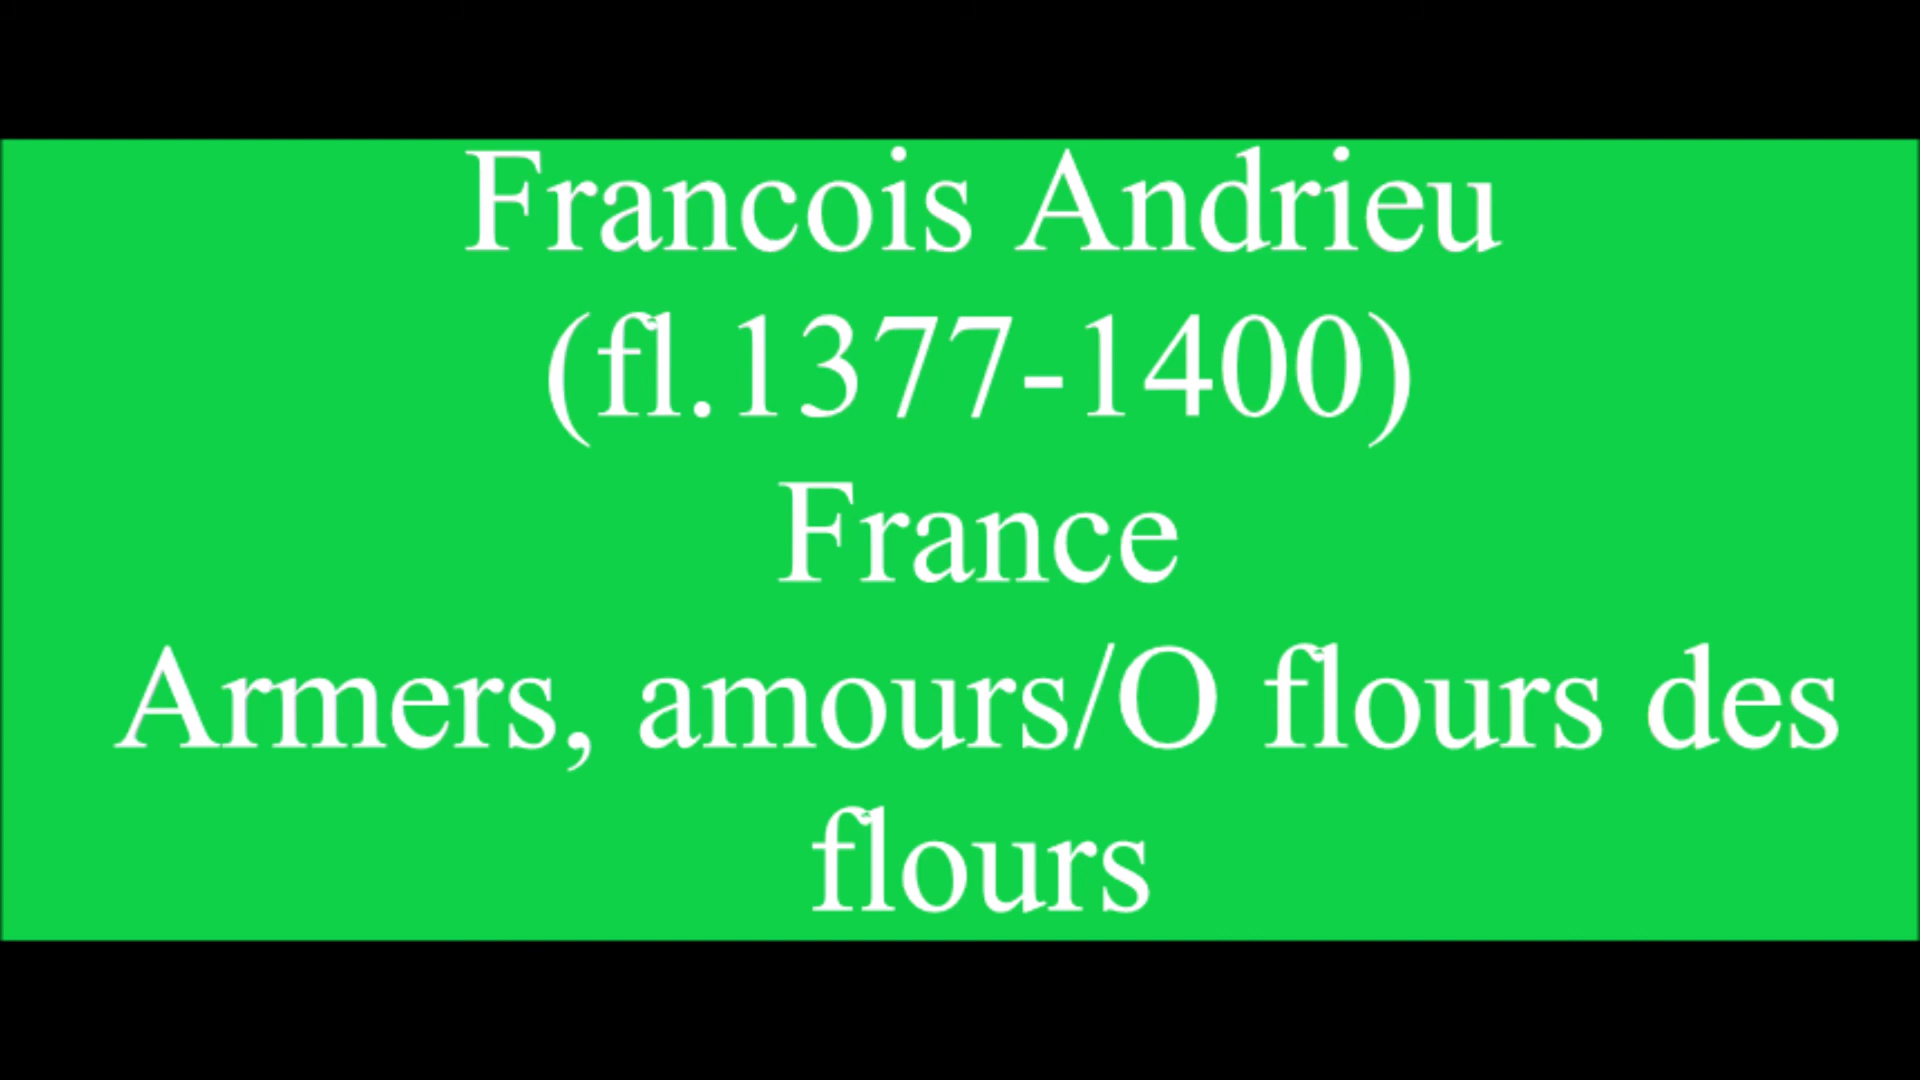 Francois Andrieu
(fl.1377-1400)
France
Armers, amours/O flours des
flours